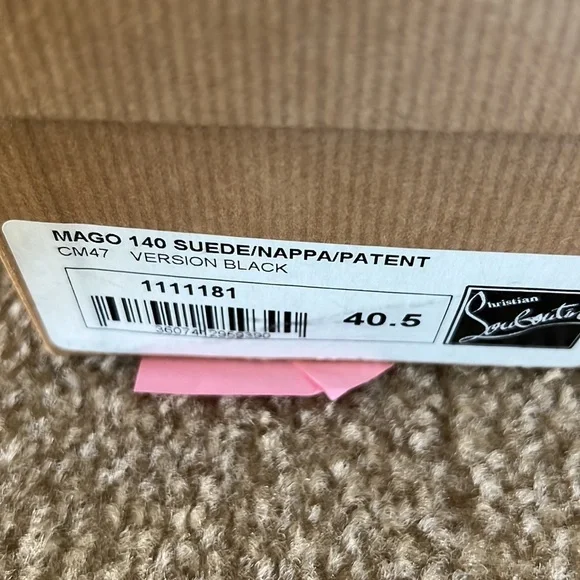 MAGO 140 SUEDE/NAPPA/PATENT
CM47 VERSION BLACK
1111181
40.5
Christian